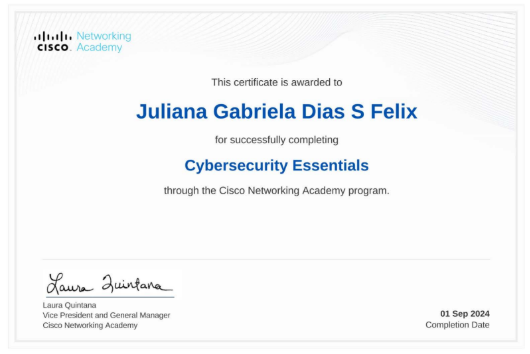 Networking
CISCO Academy
This certificate is awarded to
Juliana Gabriela Dias S Felix
for successfully completing
Cybersecurity Essentials
through the Cisco Networking Academy program.
Laura Quintana
Laura Quintana
Vice President and General Manager
Cisco Networking Academy
01 Sep 2024
Completion Date